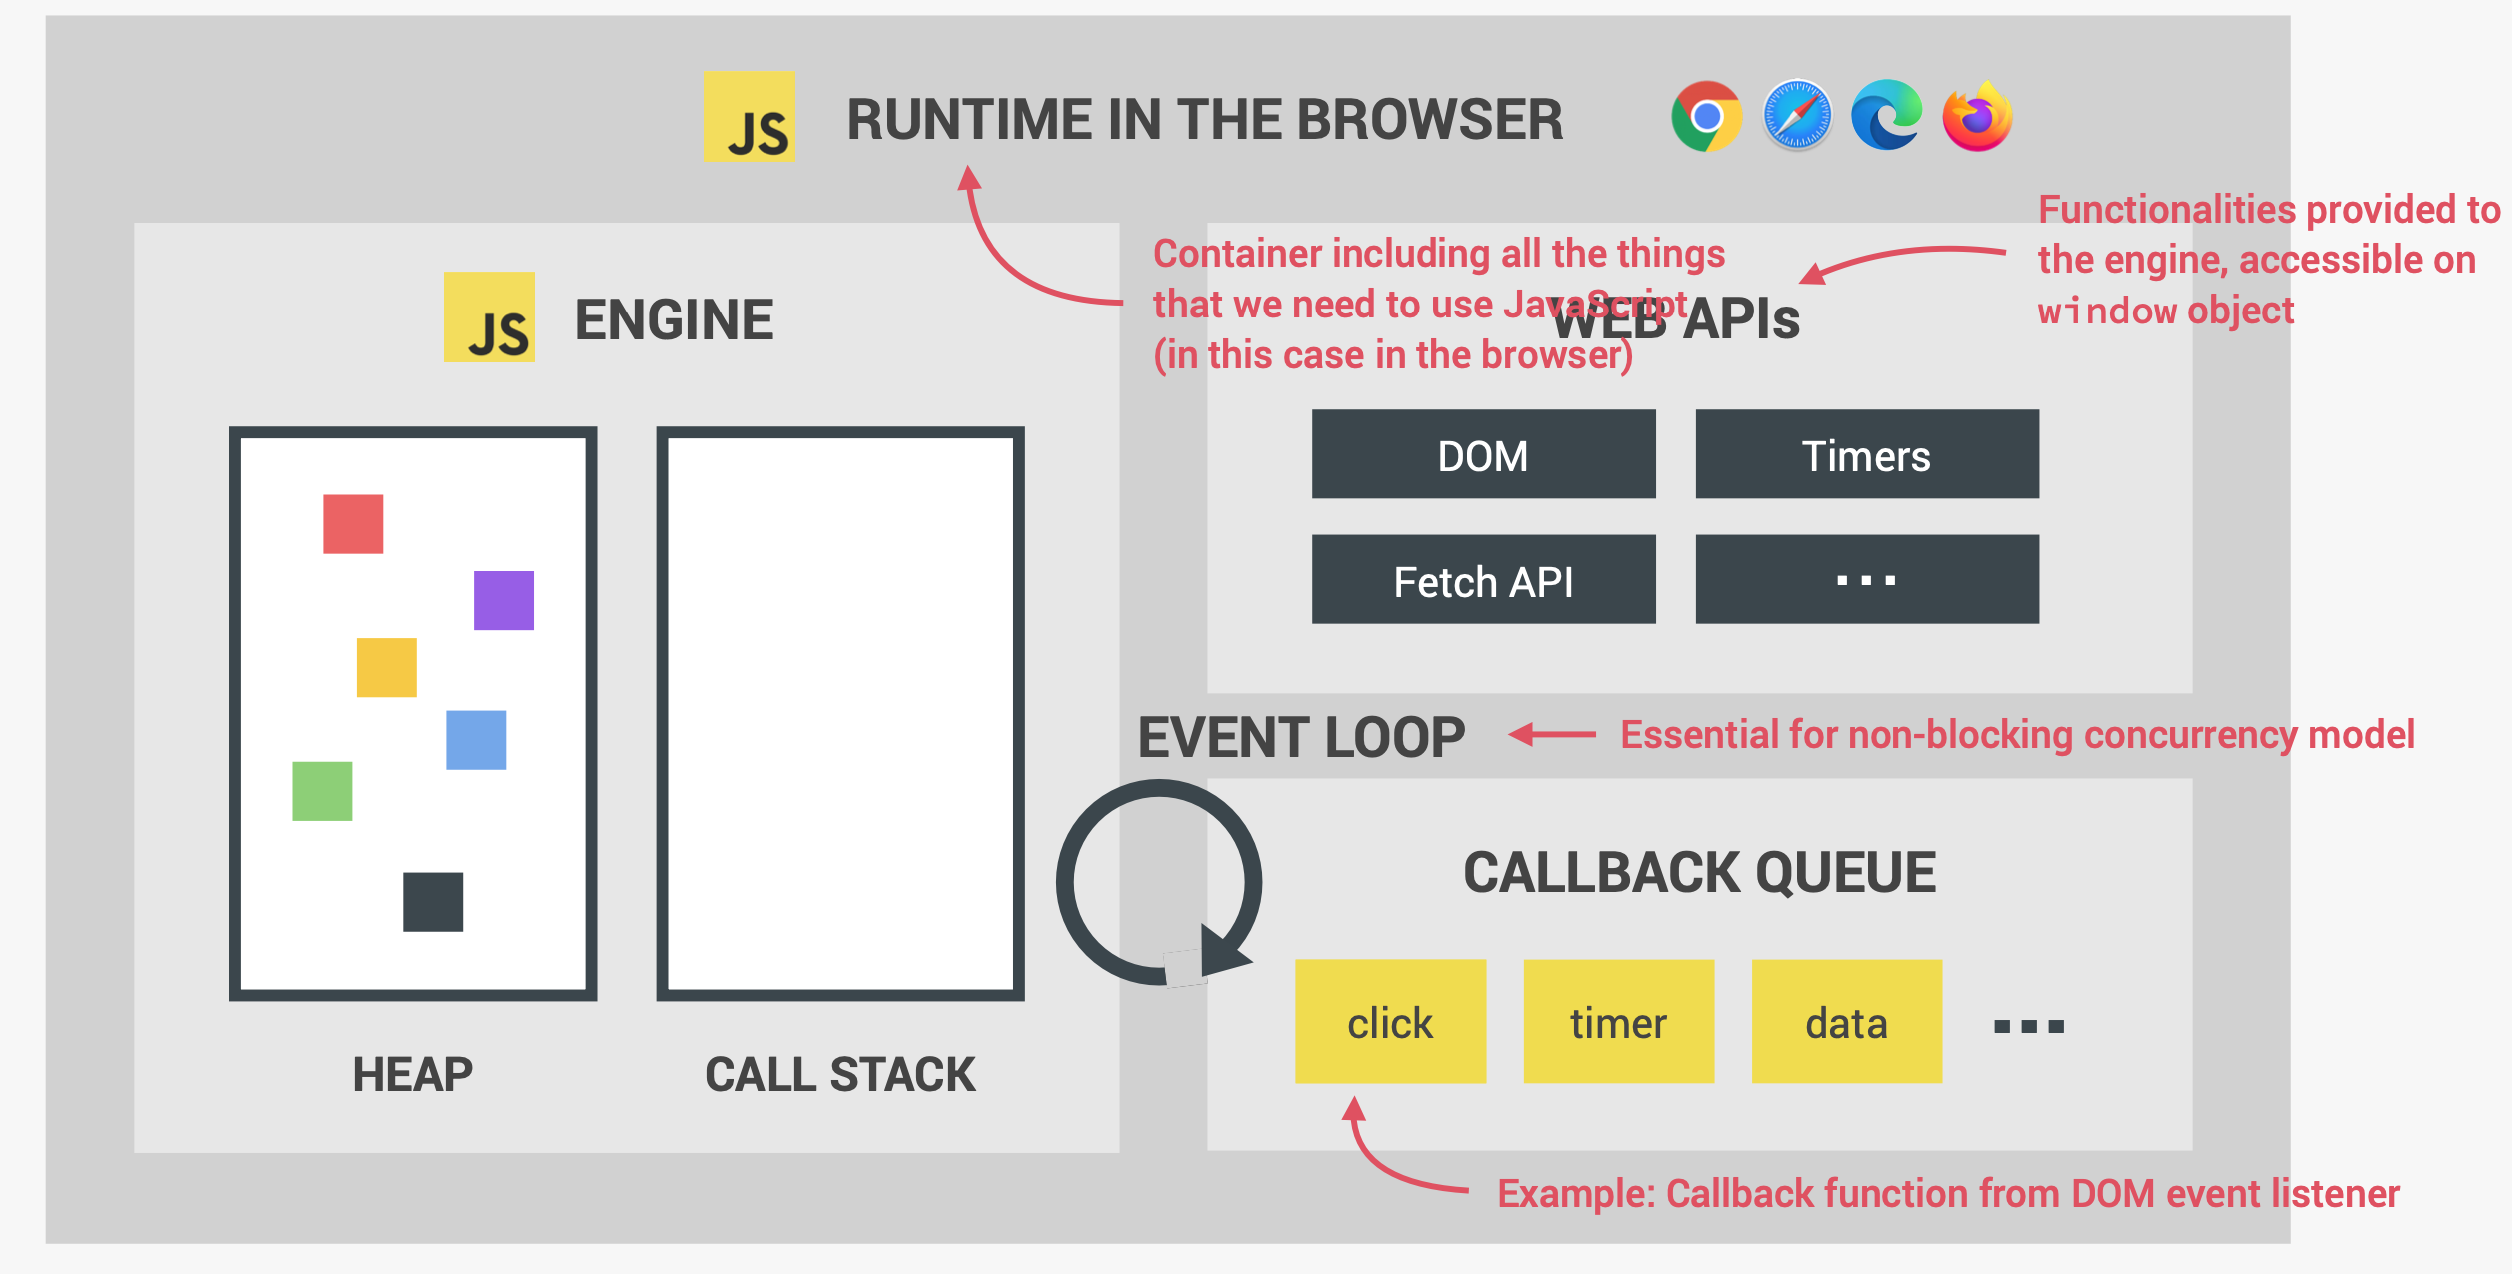 JS RUNTIME IN THE BROWSER
Functionalities provided to
the engine, accessible on
window object
Container including all the things
that we need to use JavaScript
(in this case in the browser)
JS ENGINE
WEB APIs
DOM
Timers
Fetch API
...
EVENT LOOP
Essential for non-blocking concurrency model
CALLBACK QUEUE
click
timer
data
...
HEAP
CALL STACK
Example: Callback function from DOM event listener